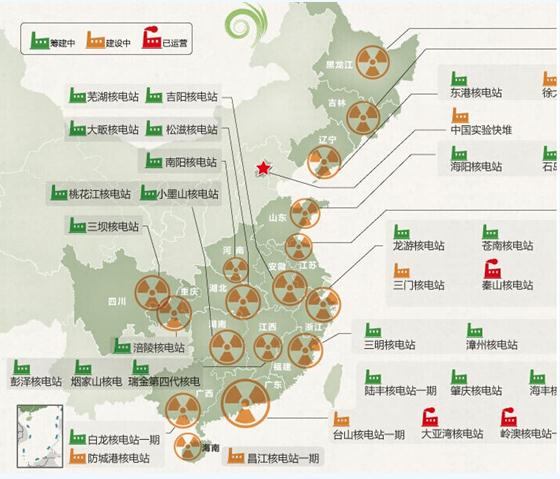 筹建中 建设中 已运营
黑龙江
吉林
东港核电站 徐
芜湖核电站 吉阳核电站
中国实验快堆
大畈核电站 松滋核电站
辽宁
南阳核电站
海阳核电站 石岛
桃花江核电站 小墨山核电站
山东
三坝核电站
龙游核电站 苍南核电站
河南
安徽 江苏
三门核电站 秦山核电站
四川 重庆 湖北
湖南 江西 浙江
三明核电站 漳州核电站
涪陵核电站
福建
彭泽核电站 烟家山核电 瑞金第四代核电
广西 广东
陆丰核电站一期 肇庆核电站 海丰核
台山核电站一期 大亚湾核电站 岭澳核电站一
白龙核电站一期
海南
防城港核电站 昌江核电站一期